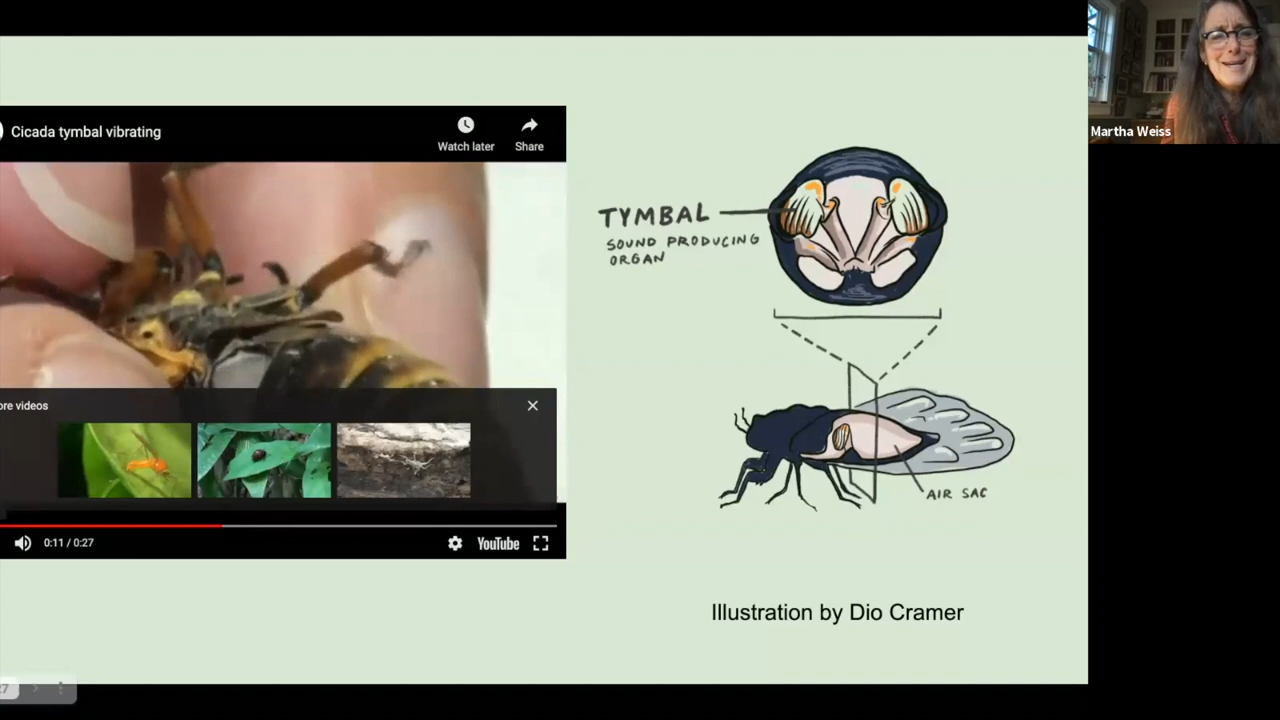 Cicada tymbal vibrating
Watch later
Share
ore videos
0:11 / 0:27
YouTube
TYMBAL
SOUND PRODUCING
ORGAN
AIR SAC
Illustration by Dio Cramer
Martha Weiss
27